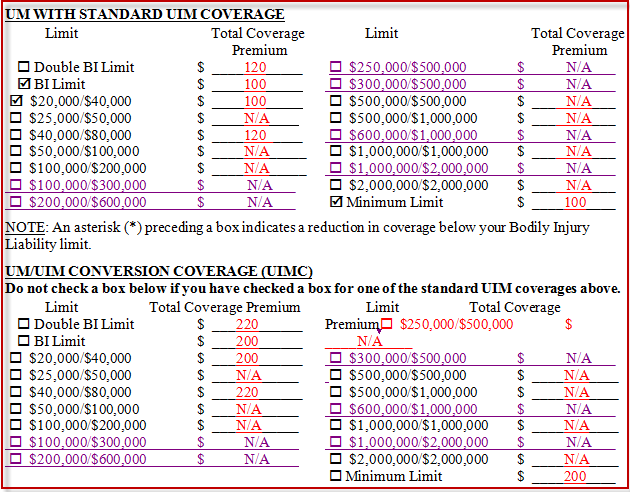 UM WITH STANDARD UIM COVERAGE
Limit Total Coverage Limit Total Coverage
Premium Premium
☐ Double BI Limit $ 120 ☐ $250,000/$500,000 $ N/A
☑ BI Limit $ 100 ☐ $300,000/$500,000 $ N/A
☑ $20,000/$40,000 $ 100 ☐ $500,000/$500,000 $ N/A
☐ $25,000/$50,000 $ N/A ☐ $500,000/$1,000,000 $ N/A
☐ $40,000/$80,000 $ 120 ☐ $600,000/$1,000,000 $ N/A
☐ $50,000/$100,000 $ N/A ☐ $1,000,000/$1,000,000 $ N/A
☐ $100,000/$200,000 $ N/A ☐ $1,000,000/$2,000,000 $ N/A
☐ $100,000/$300,000 $ N/A ☐ $2,000,000/$2,000,000 $ N/A
☐ $200,000/$600,000 $ N/A ☑ Minimum Limit $ 100
NOTE: An asterisk (*) preceding a box indicates a reduction in coverage below your Bodily Injury
Liability limit.
UM/UIM CONVERSION COVERAGE (UIMC)
Do not check a box below if you have checked a box for one of the standard UIM coverages above.
Limit Total Coverage Premium Limit Total Coverage
☐ Double BI Limit $ 220 Premium☐ $250,000/$500,000 $
☐ BI Limit $ 200 N/A
☐ $20,000/$40,000 $ 200 ☐ $300,000/$500,000 $ N/A
☐ $25,000/$50,000 $ N/A ☐ $500,000/$500,000 $ N/A
☐ $40,000/$80,000 $ 220 ☐ $500,000/$1,000,000 $ N/A
☐ $50,000/$100,000 $ N/A ☐ $600,000/$1,000,000 $ N/A
☐ $100,000/$200,000 $ N/A ☐ $1,000,000/$1,000,000 $ N/A
☐ $100,000/$300,000 $ N/A ☐ $1,000,000/$2,000,000 $ N/A
☐ $200,000/$600,000 $ N/A ☐ $2,000,000/$2,000,000 $ N/A
☐ Minimum Limit $ 200